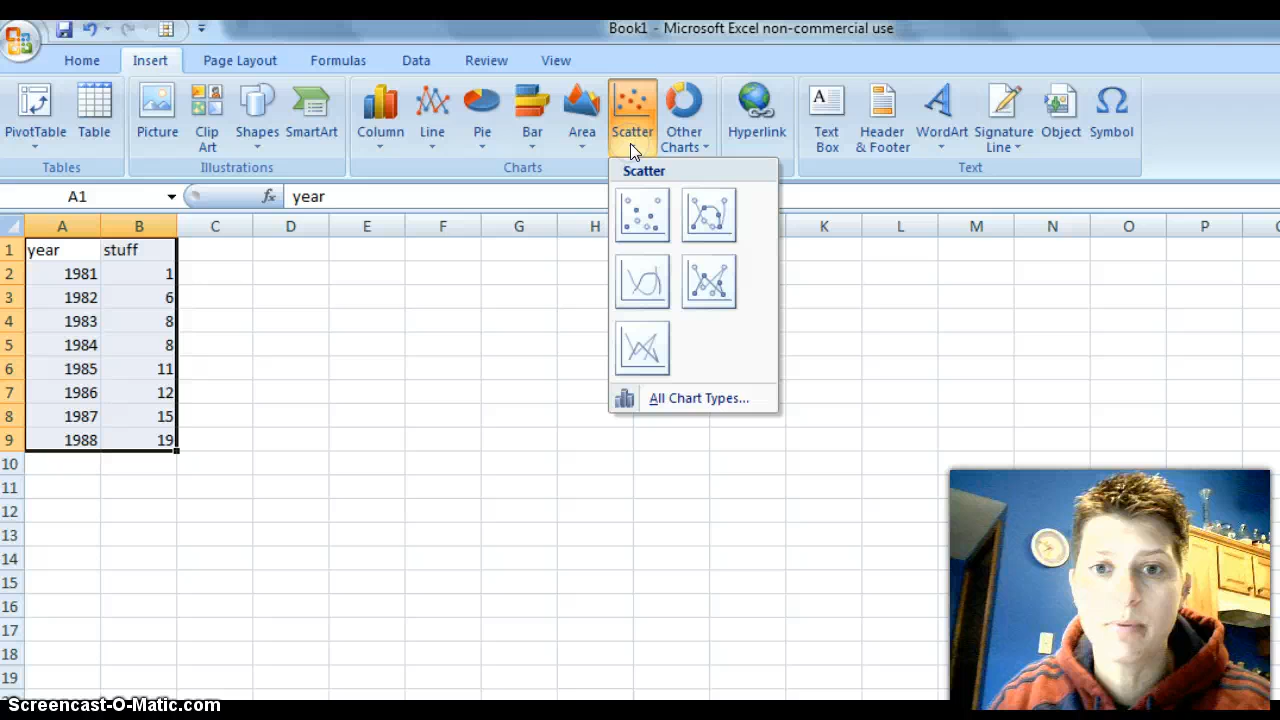 Book1 - Microsoft Excel non-commercial use
Home Insert Page Layout Formulas Data Review View
PivotTable Table Picture Clip Art Shapes SmartArt Column Line Pie Bar Area Scatter Other Charts Hyperlink Text Box Header & Footer WordArt Signature Line Object Symbol
Tables Illustrations Charts Text
A1 fx year
Scatter
All Chart Types...
A B C D E F G H K L M N O P
1 year stuff
2 1981 1
3 1982 6
4 1983 8
5 1984 8
6 1985 11
7 1986 12
8 1987 15
9 1988 19
10
11
12
13
14
15
16
17
18
19
Screencast-O-Matic.com